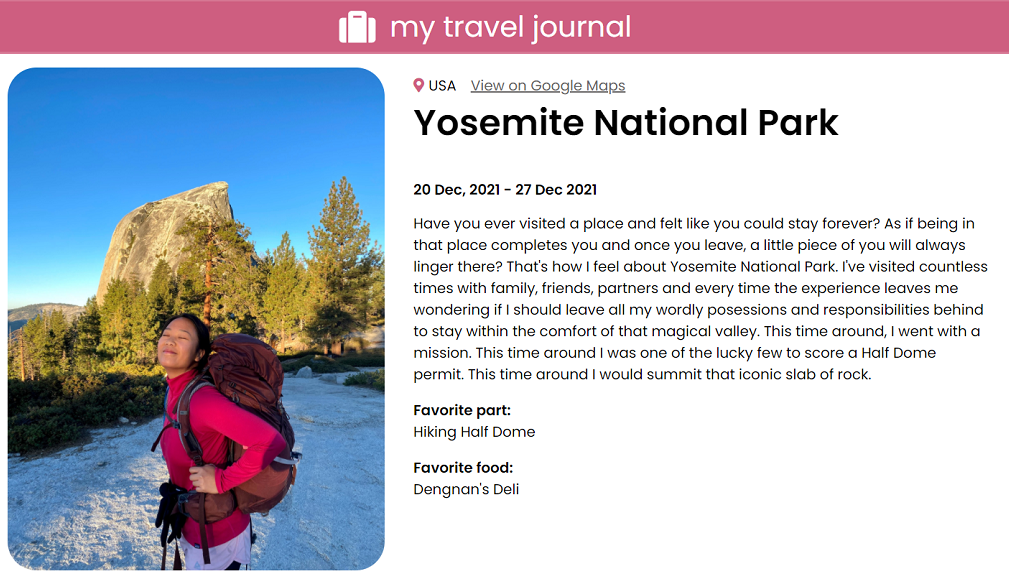 my travel journal
USA View on Google Maps
Yosemite National Park
20 Dec, 2021 - 27 Dec 2021
Have you ever visited a place and felt like you could stay forever? As if being in
that place completes you and once you leave, a little piece of you will always
linger there? That's how I feel about Yosemite National Park. I've visited countless
times with family, friends, partners and every time the experience leaves me
wondering if I should leave all my wordly posessions and responsibilities behind
to stay within the comfort of that magical valley. This time around, I went with a
mission. This time around I was one of the lucky few to score a Half Dome
permit. This time around I would summit that iconic slab of rock.
Favorite part:
Hiking Half Dome
Favorite food:
Dengnan's Deli